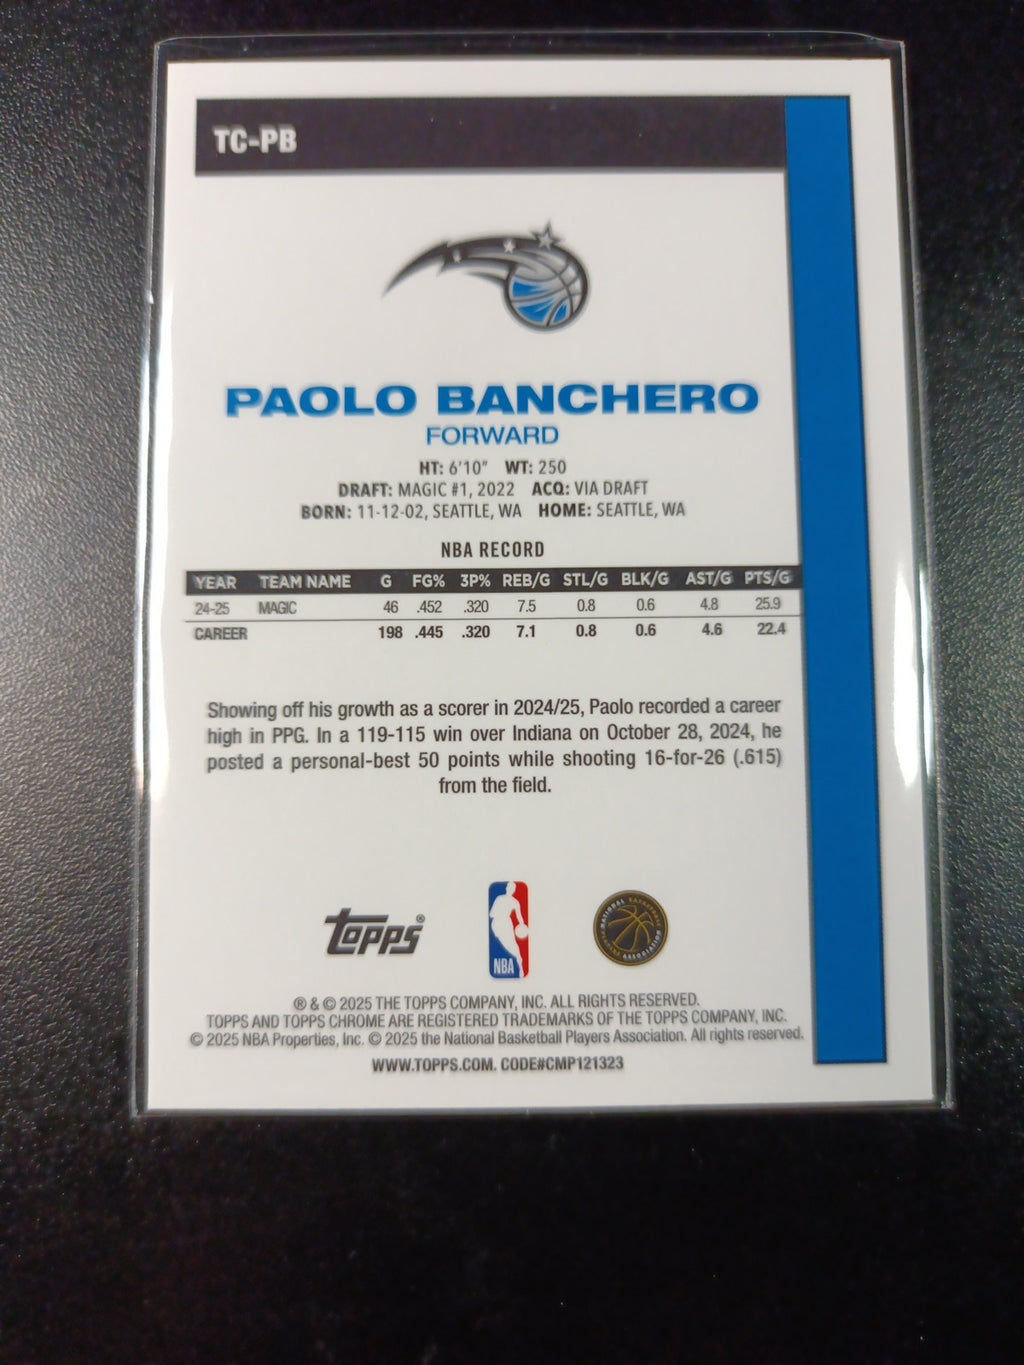 TC-PB
PAOLO BANCHERO
FORWARD
HT: 6'10" WT: 250
DRAFT: MAGIC #1, 2022 ACQ: VIA DRAFT
BORN: 11-12-02, SEATTLE, WA HOME: SEATTLE, WA
NBA RECORD
YEAR TEAM NAME G FG% 3P% REB/G STL/G BLK/G AST/G PTS/G
24-25 MAGIC 46 .452 .320 7.5 0.8 0.6 4.8 25.9
CAREER 198 .445 .320 7.1 0.8 0.6 4.6 22.4
Showing off his growth as a scorer in 2024/25, Paolo recorded a career
high in PPG. In a 119-115 win over Indiana on October 28, 2024, he
posted a personal-best 50 points while shooting 16-for-26 (.615)
from the field.
Topps®
NBA
NATIONAL BASKETBALL
PLAYERS ASSOCIATION
® & © 2025 THE TOPPS COMPANY, INC. ALL RIGHTS RESERVED.
TOPPS AND TOPPS CHROME ARE REGISTERED TRADEMARKS OF THE TOPPS COMPANY, INC.
© 2025 NBA Properties, Inc. © 2025 the National Basketball Players Association. All rights reserved.
WWW.TOPPS.COM. CODE#CMP121323